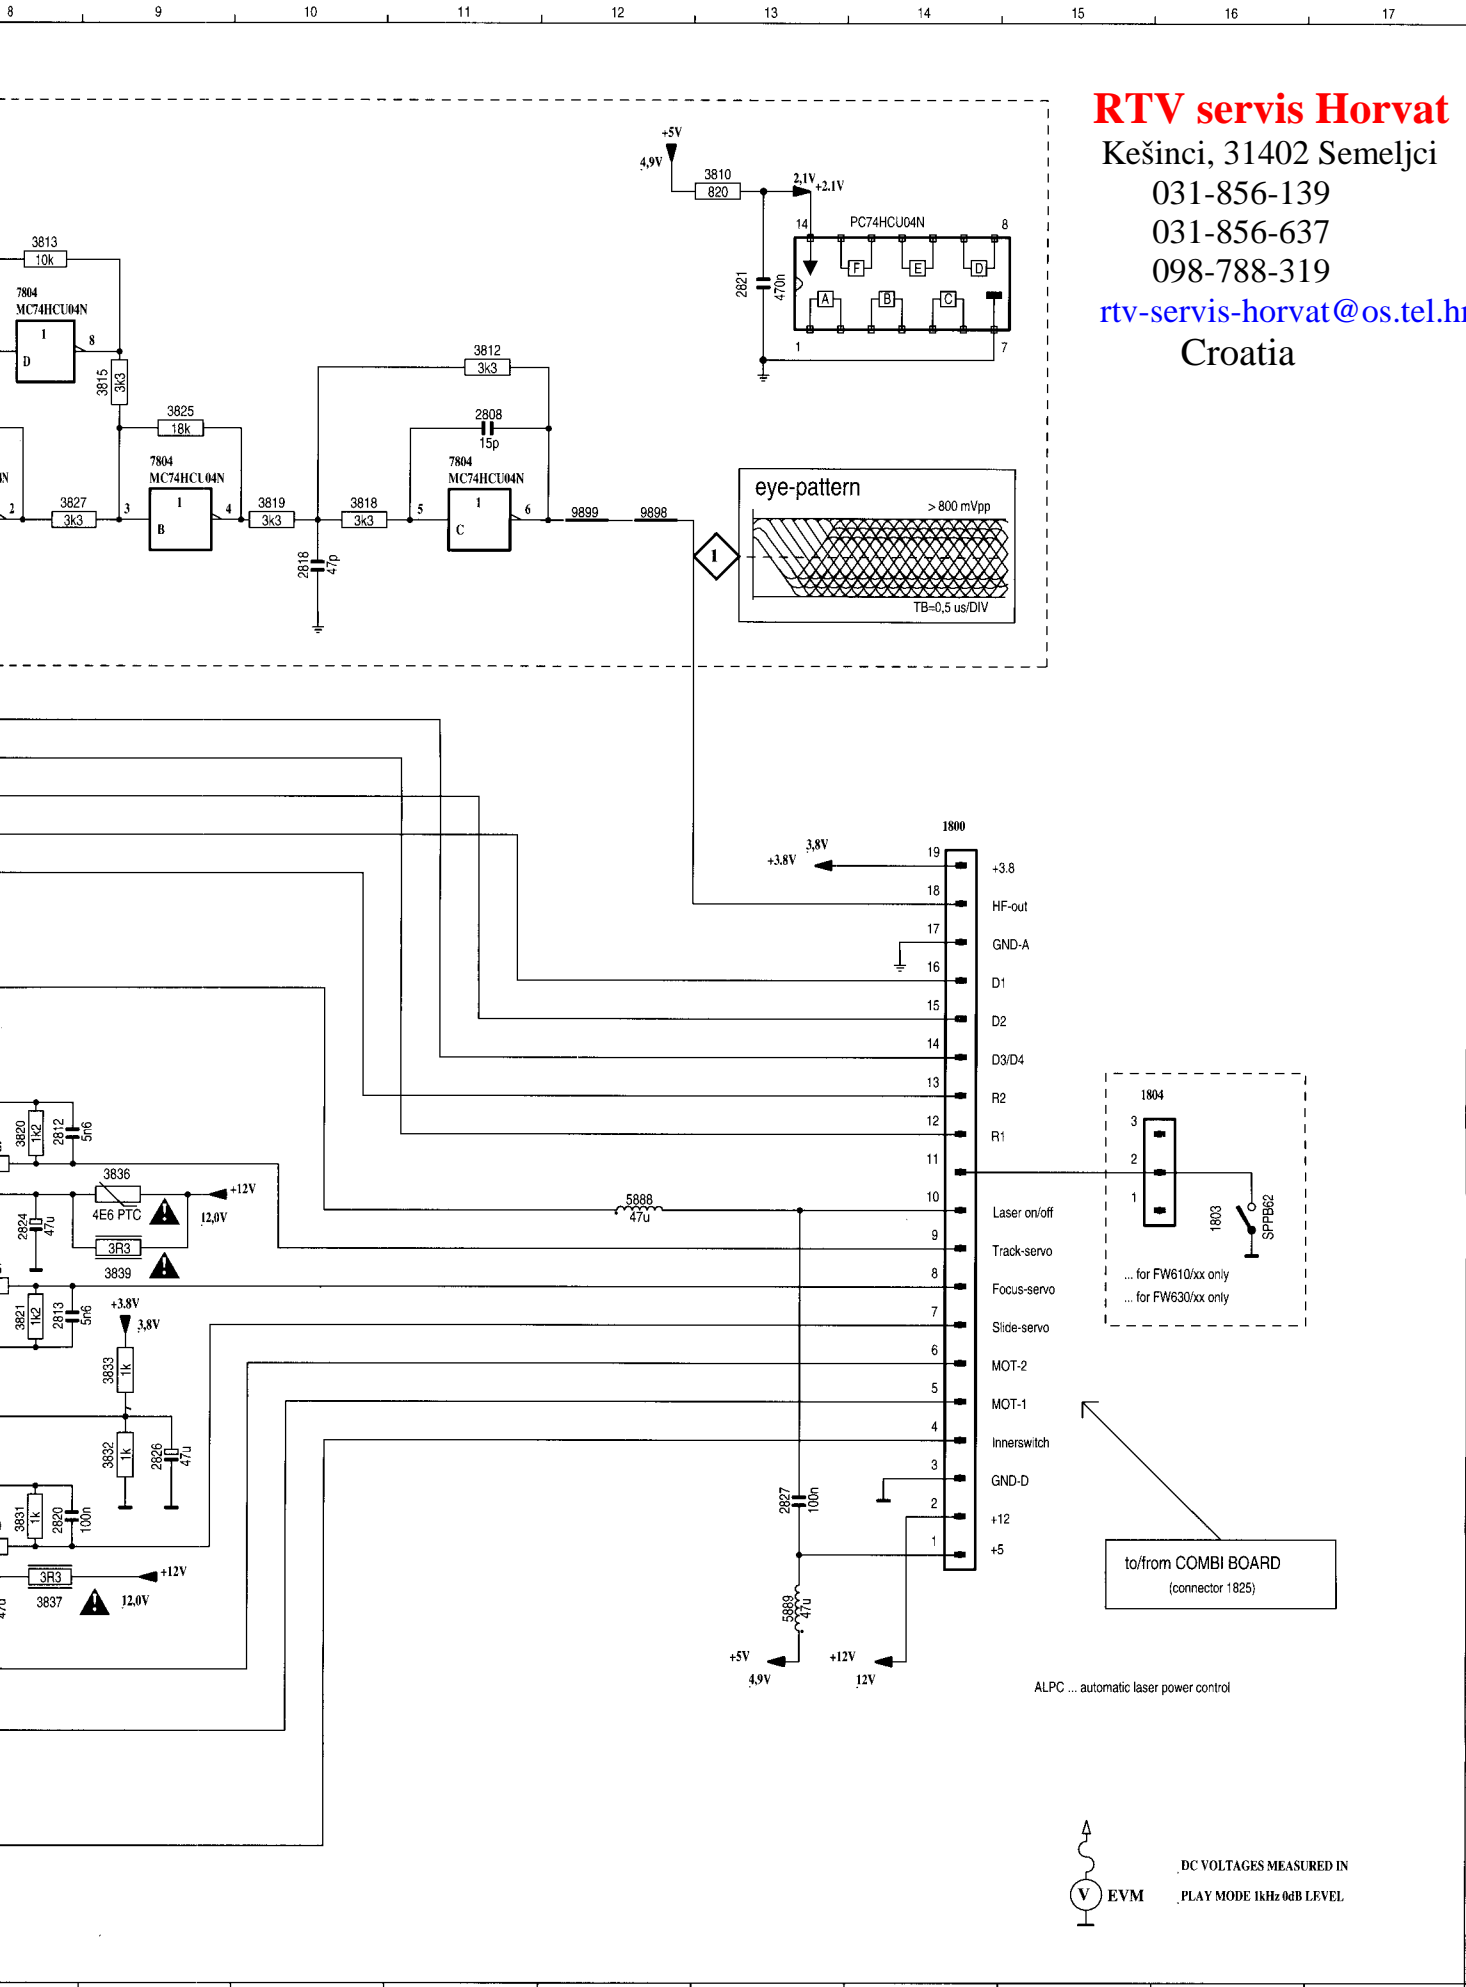 8 9 10 11 12 13 14 15 16 17
RTV servis Horvat
Kešinci, 31402 Semeljci
031-856-139
031-856-637
098-788-319
rtv-servis-horvat@os.tel.hr
Croatia
+5V
4,9V
3810
820
2,1V
+2.1V
PC74HCU04N
14
8
F
E
D
A
B
C
1
7
2821
470n
3813
10k
7804
MC74HCU04N
1
8
D
3815
3k3
3812
3k3
3825
18k
2808
15p
7804
MC74HCU04N
1
B
7804
MC74HCU04N
1
C
2
3827
3k3
3
4
3819
3k3
3818
3k3
5
6
9899
9898
2818
47p
eye-pattern
> 800 mVpp
TB=0,5 us/DIV
1
1800
3,8V
+3.8V
19
+3.8
18
HF-out
17
GND-A
16
D1
15
D2
14
D3/D4
13
R2
12
R1
11
10
Laser on/off
9
Track-servo
8
Focus-servo
7
Slide-servo
6
MOT-2
5
MOT-1
4
Innerswitch
3
GND-D
2
+12
1
+5
1804
3
2
1
1803
SPPB62
... for FW610/xx only
... for FW630/xx only
3820
1k2
2812
5n6
3836
4E6 PTC
+12V
12,0V
2824
47u
3R3
3839
3821
1k2
2813
5n6
+3.8V
3,8V
3833
1k
3832
1k
2826
47u
3831
1k
2820
100n
3R3
3837
+12V
12,0V
47u
5888
47u
2827
100n
5889
47u
+5V
4,9V
+12V
12V
to/from COMBI BOARD
(connector 1825)
ALPC ... automatic laser power control
V
EVM
DC VOLTAGES MEASURED IN
PLAY MODE 1kHz 0dB LEVEL